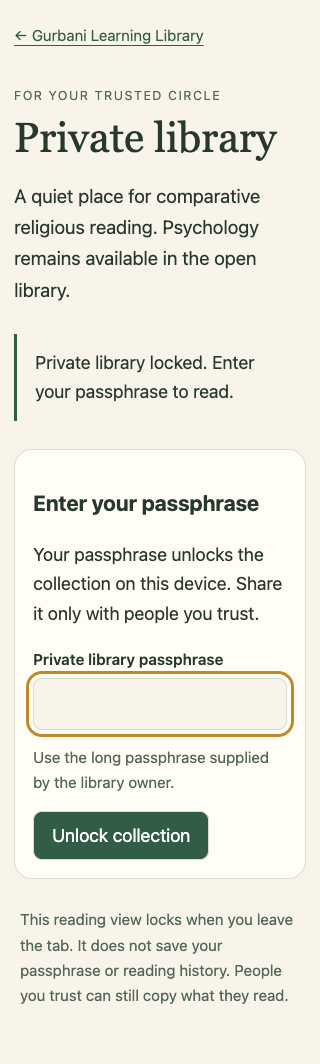 ← Gurbani Learning Library
FOR YOUR TRUSTED CIRCLE
Private library
A quiet place for comparative
religious reading. Psychology
remains available in the open
library.
Private library locked. Enter
your passphrase to read.
Enter your passphrase
Your passphrase unlocks the
collection on this device. Share
it only with people you trust.
Private library passphrase
Use the long passphrase supplied
by the library owner.
Unlock collection
This reading view locks when you leave
the tab. It does not save your
passphrase or reading history. People
you trust can still copy what they read.